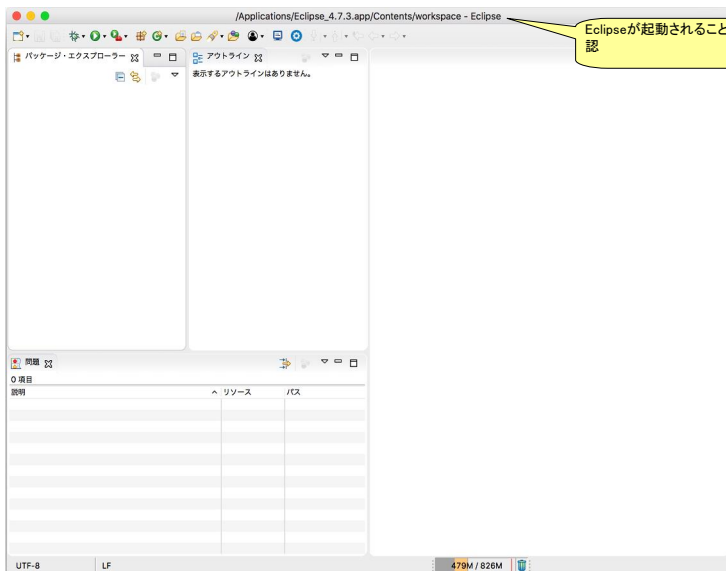 /Applications/Eclipse_4.7.3.app/Contents/workspace - Eclipse
Eclipseが起動されること
認
パッケージ・エクスプローラー
アウトライン
表示するアウトラインはありません。
問題
0 項目
説明 リソース パス
UTF-8 LF 479M / 826M